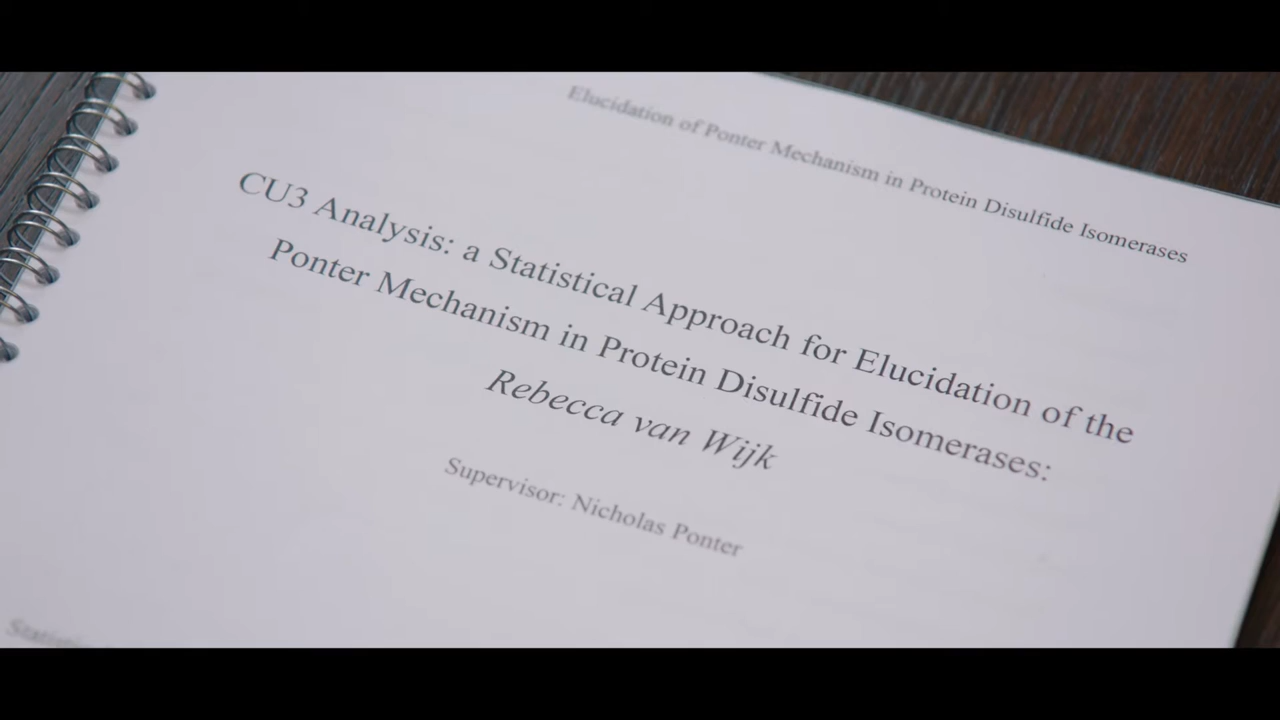 Elucidation of Ponter Mechanism in Protein Disulfide Isomerases
CU3 Analysis: a Statistical Approach for Elucidation of the
Ponter Mechanism in Protein Disulfide Isomerases:
Rebecca van Wijk
Supervisor: Nicholas Ponter